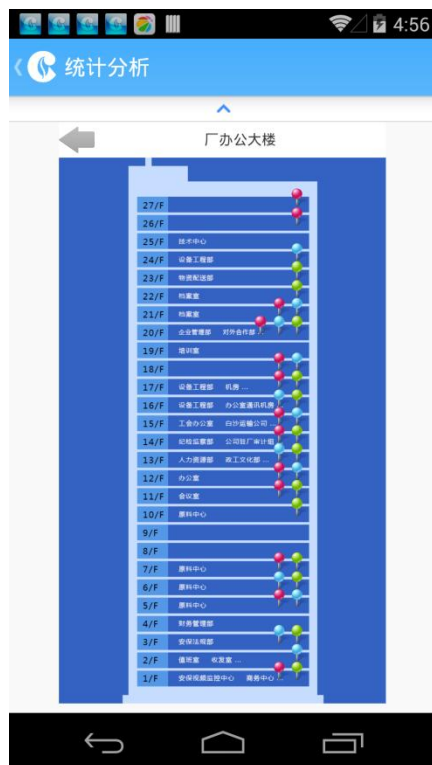 4:56
统计分析
厂办公大楼
27/F
26/F
25/F 技术中心
24/F 设备工程部
23/F 物资配送部
22/F 档案室
21/F 档案室
20/F 企业管理部 对外合作部 ...
19/F 培训室
18/F
17/F 设备工程部 机房 ...
16/F 设备工程部 办公室通讯机房
15/F 工会办公室 白沙运输公司 ...
14/F 纪检监察部 公司驻厂审计组
13/F 人力资源部 政工文化部 ...
12/F 办公室
11/F 会议室
10/F 原料中心
9/F
8/F
7/F 原料中心
6/F 原料中心
5/F 原料中心
4/F 财务管理部
3/F 安保法规部
2/F 值班室 收发室 ...
1/F 安保视频监控中心 商务中心 ...